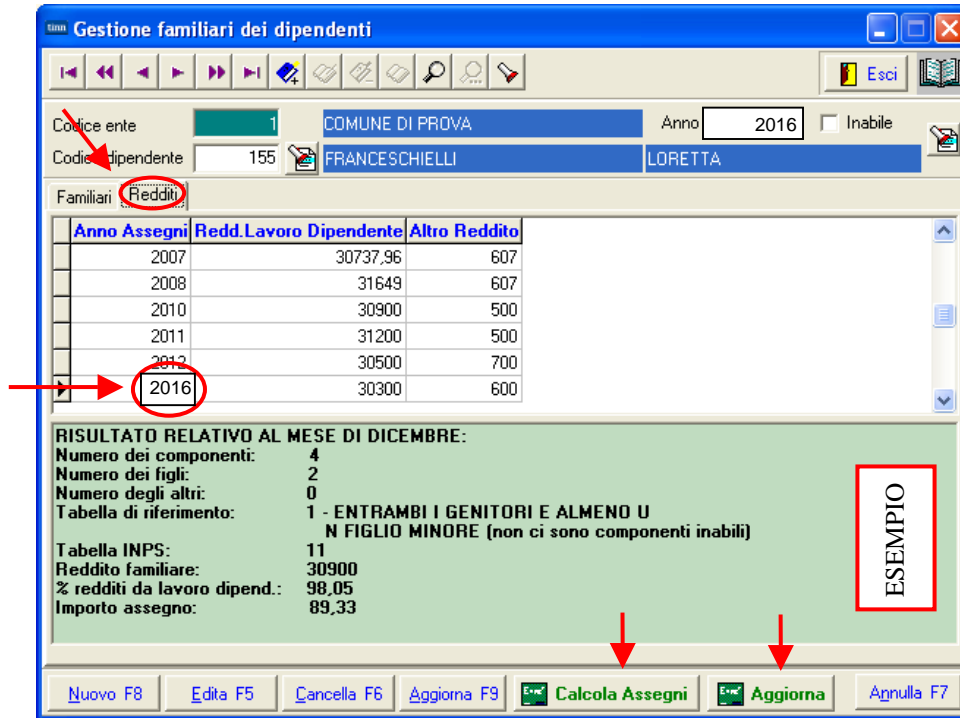 tinn Gestione familiari dei dipendenti
Esci
Codice ente 1 COMUNE DI PROVA Anno 2016 Inabile
Codice dipendente 155 FRANCESCHIELLI LORETTA
Familiari Redditi
Anno Assegni Redd.Lavoro Dipendente Altro Reddito
2007 30737,96 607
2008 31649 607
2010 30900 500
2011 31200 500
2012 30500 700
2016 30300 600
RISULTATO RELATIVO AL MESE DI DICEMBRE:
Numero dei componenti: 4
Numero dei figli: 2
Numero degli altri: 0
Tabella di riferimento: 1 - ENTRAMBI I GENITORI E ALMENO U
N FIGLIO MINORE (non ci sono componenti inabili)
Tabella INPS: 11
Reddito familiare: 30900
% redditi da lavoro dipend.: 98,05
Importo assegno: 89,33
ESEMPIO
Nuovo F8 Edita F5 Cancella F6 Aggiorna F9 Calcola Assegni Aggiorna Annulla F7